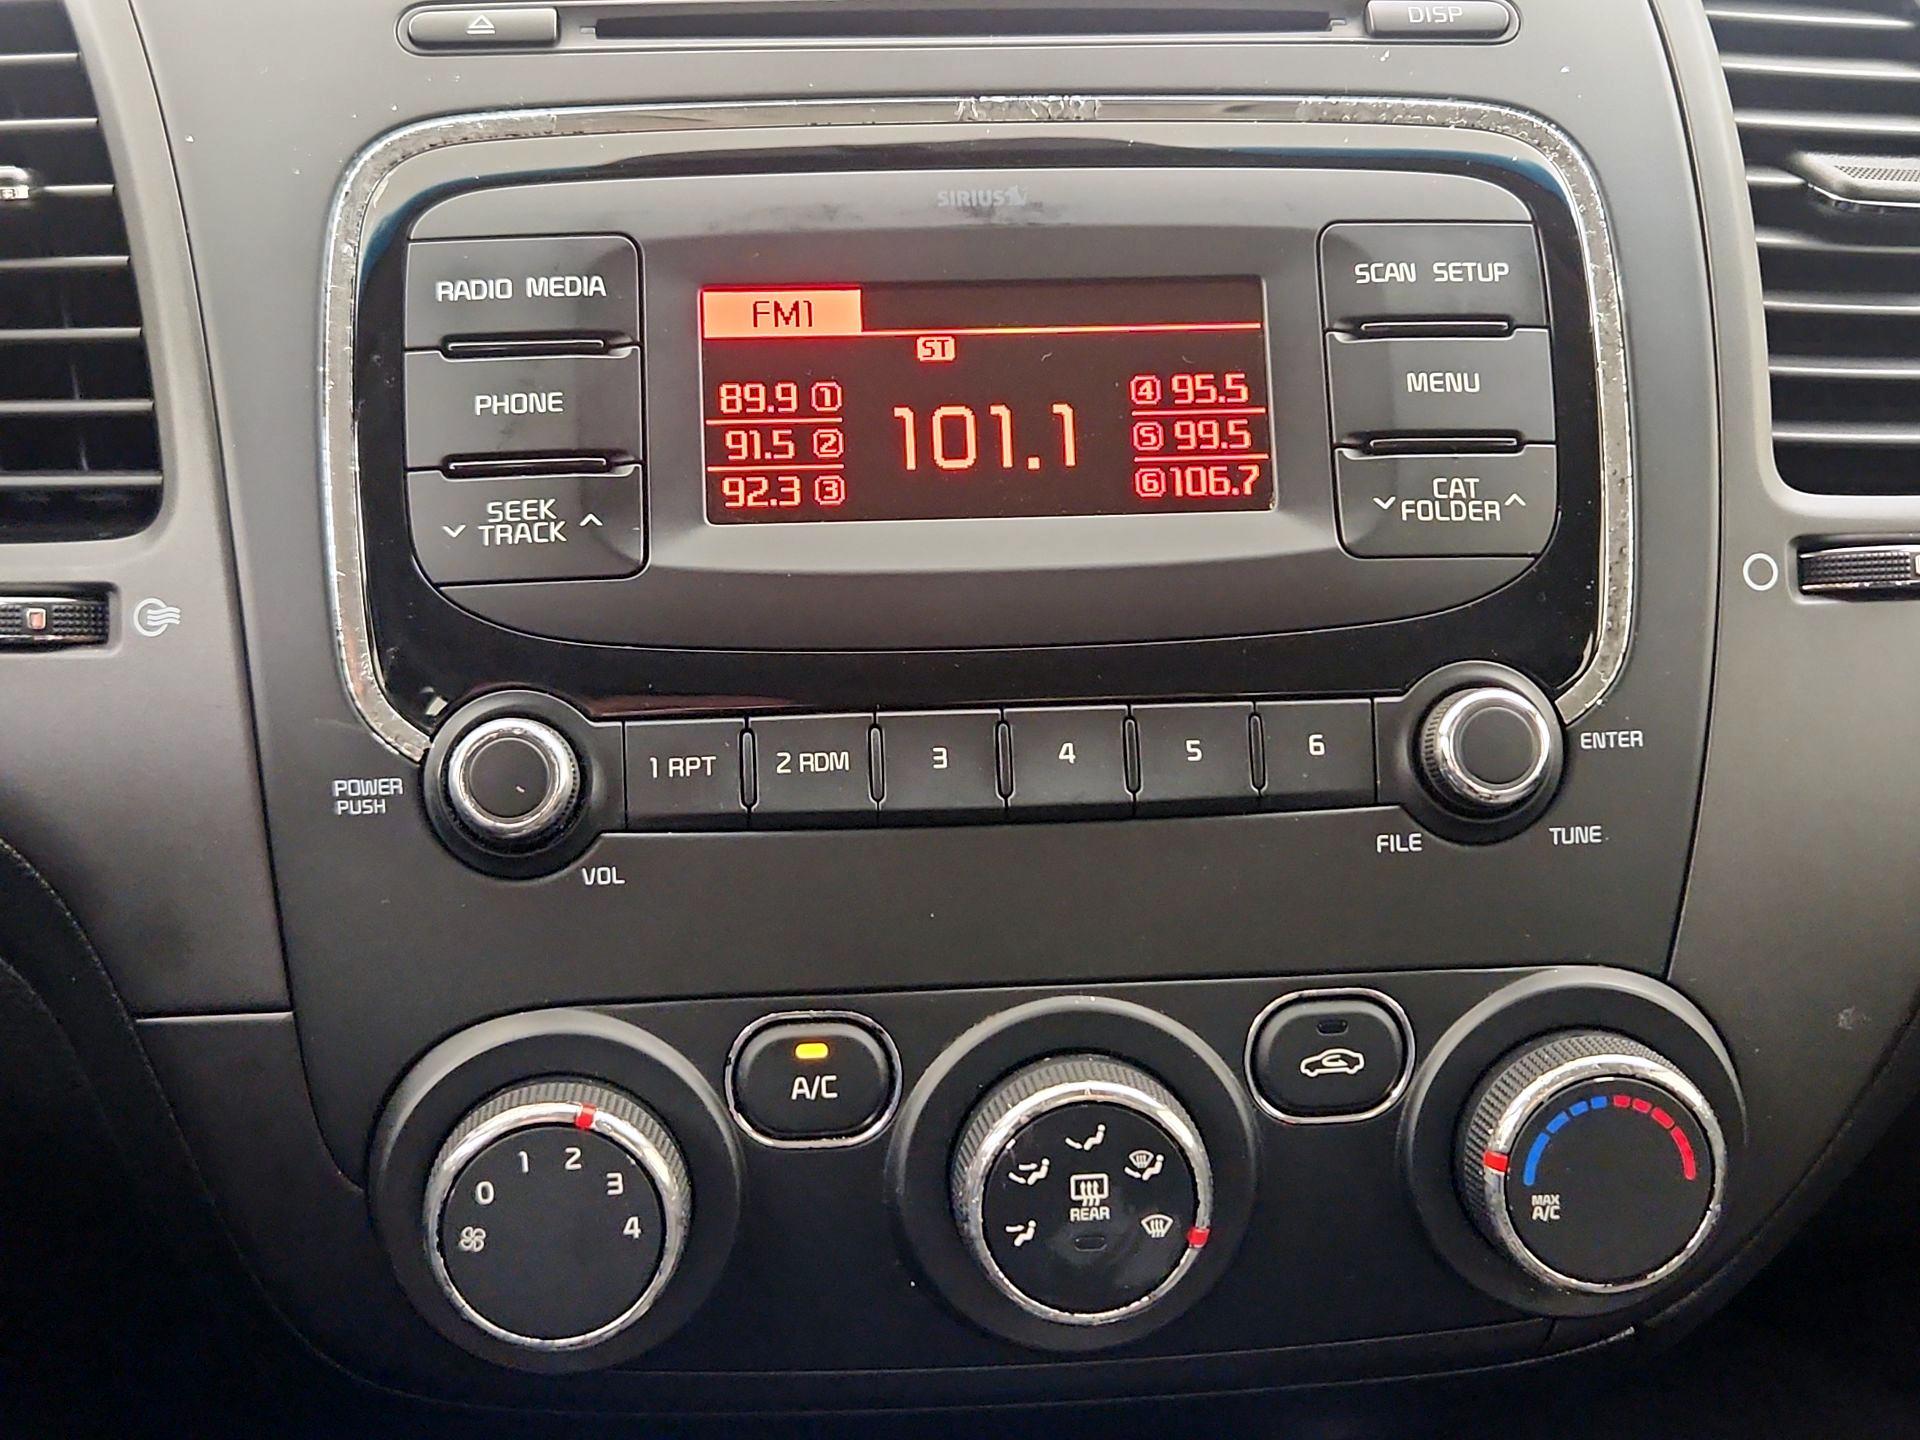 DISP
SIRIUS
RADIO MEDIA
PHONE
SEEK
TRACK
FM1
ST
89.9 1
91.5 2
92.3 3
101.1
4 95.5
5 99.5
6 106.7
SCAN SETUP
MENU
CAT
FOLDER
POWER
PUSH
VOL
1 RPT
2 RDM
3
4
5
6
ENTER
FILE
TUNE
0
1
2
3
4
A/C
REAR
MAX
A/C